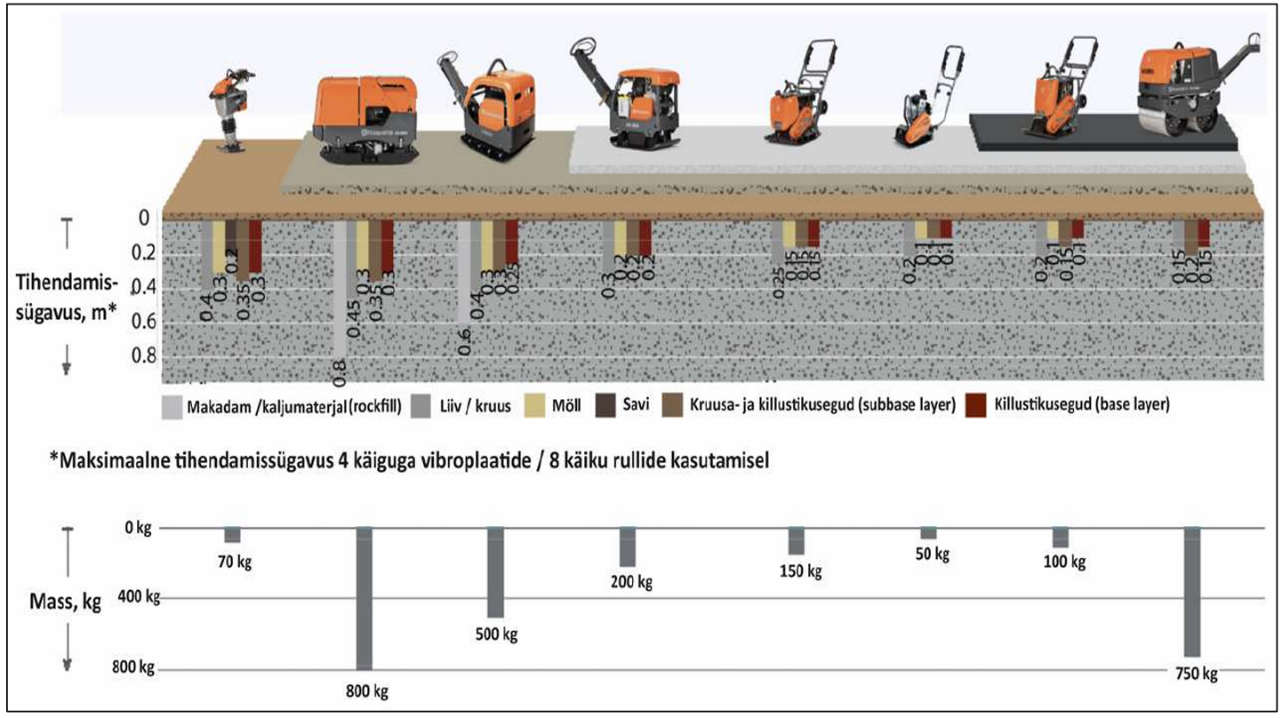 0
0.2
0.4
0.6
0.8
Tihendamis-
sügavus, m*
0.4 0.3 0.2 0.35 0.3
0.8 0.45 0.3 0.35 0.3
0.6 0.4 0.3 0.3 0.25
0.3 0.2 0.2 0.2
0.25 0.15 0.15 0.15
0.2 0.1 0.1 0.1
0.2 0.1 0.15 0.1
0.15 0.2 0.15
Makadam /kaljumaterjal(rockfill) Liiv / kruus Möll Savi Kruusa- ja killustikusegud (subbase layer) Killustikusegud (base layer)
*Maksimaalne tihendamissügavus 4 käiguga vibroplaatide / 8 käiku rullide kasutamisel
0 kg
400 kg
800 kg
Mass, kg
70 kg
800 kg
500 kg
200 kg
150 kg
50 kg
100 kg
750 kg